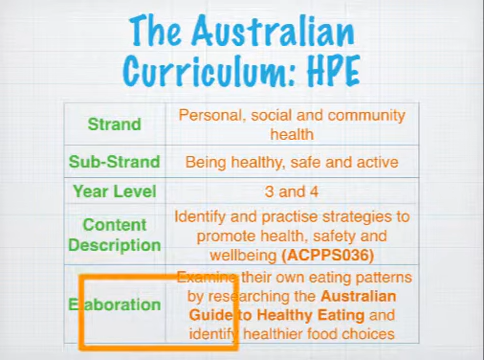 The Australian
Curriculum: HPE
Strand
Personal, social and community
health
Sub-Strand
Being healthy, safe and active
Year Level
3 and 4
Content
Description
Identify and practise strategies to
promote health, safety and
wellbeing (ACPPS036)
Elaboration
Examine their own eating patterns
by researching the Australian
Guide to Healthy Eating and
identify healthier food choices